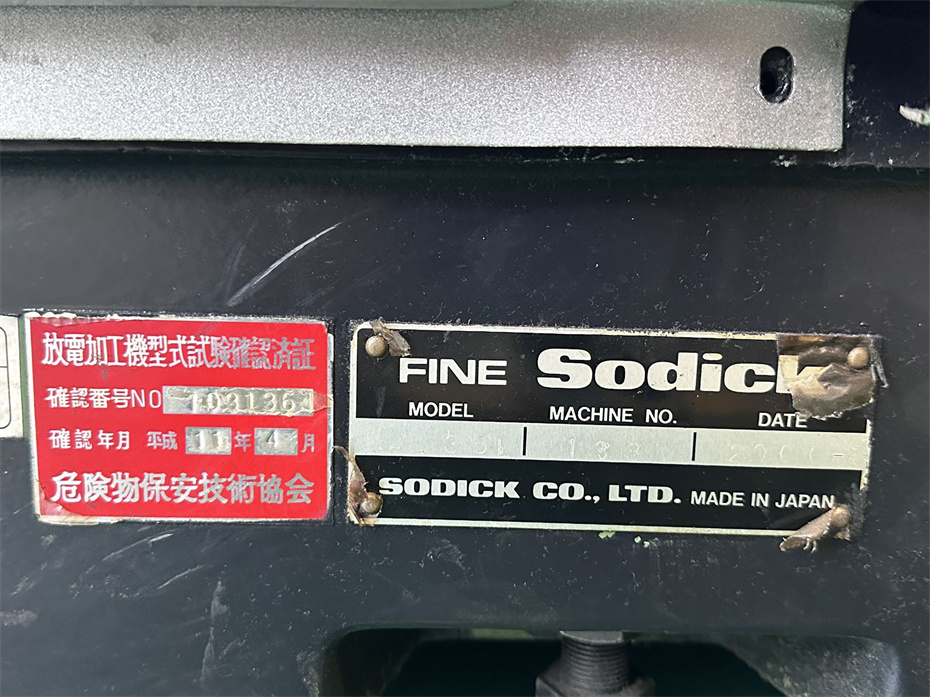 放電加工機型式試験確認済証
確認番号NO 1031361
確認年月 平成 11 年 4 月
危険物保安技術協会
FINE Sodick
MODEL MACHINE NO. DATE
SODICK CO., LTD. MADE IN JAPAN